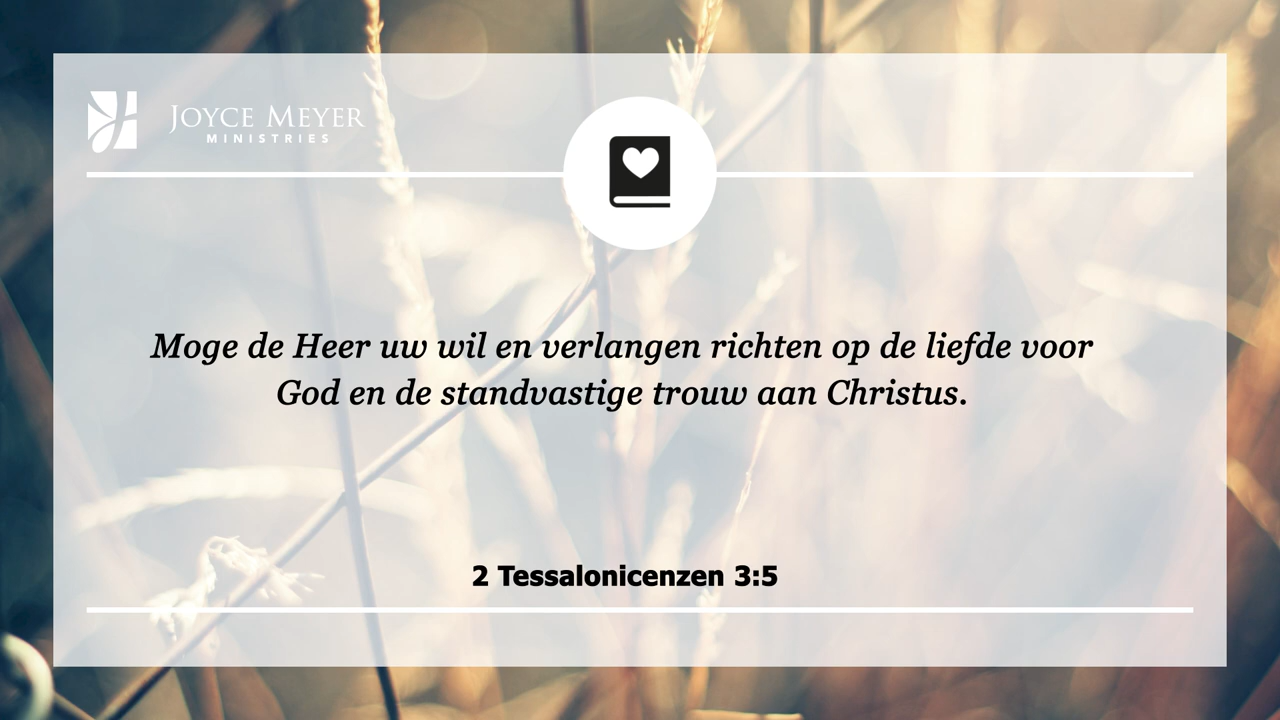 JOYCE MEYER
MINISTRIES
Moge de Heer uw wil en verlangen richten op de liefde voor
God en de standvastige trouw aan Christus.
2 Tessalonicenzen 3:5